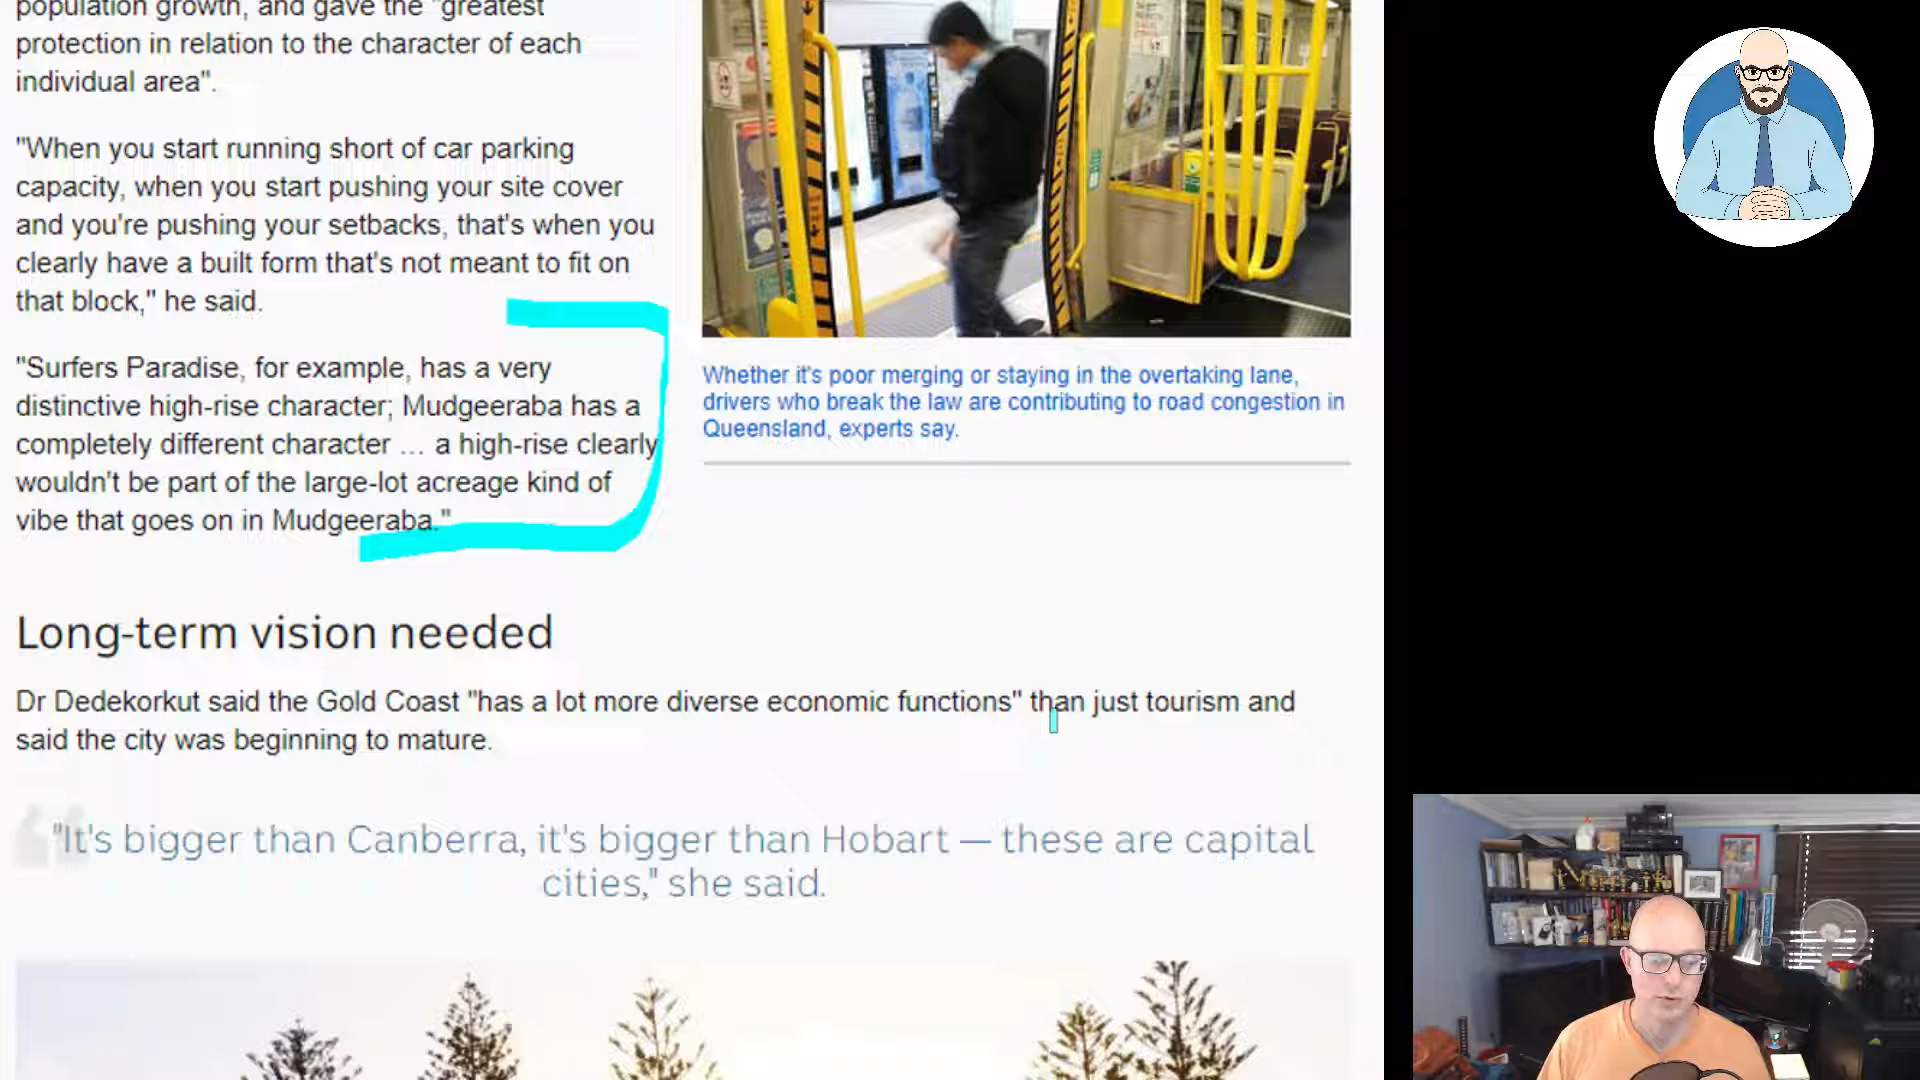 population growth, and gave the "greatest
protection in relation to the character of each
individual area".
"When you start running short of car parking
capacity, when you start pushing your site cover
and you're pushing your setbacks, that's when you
clearly have a built form that's not meant to fit on
that block," he said.
"Surfers Paradise, for example, has a very
distinctive high-rise character; Mudgeeraba has a
completely different character ... a high-rise clearly
wouldn't be part of the large-lot acreage kind of
vibe that goes on in Mudgeeraba."
Whether it's poor merging or staying in the overtaking lane,
drivers who break the law are contributing to road congestion in
Queensland, experts say.
Long-term vision needed
Dr Dedekorkut said the Gold Coast "has a lot more diverse economic functions" than just tourism and
said the city was beginning to mature.
"It's bigger than Canberra, it's bigger than Hobart — these are capital
cities," she said.